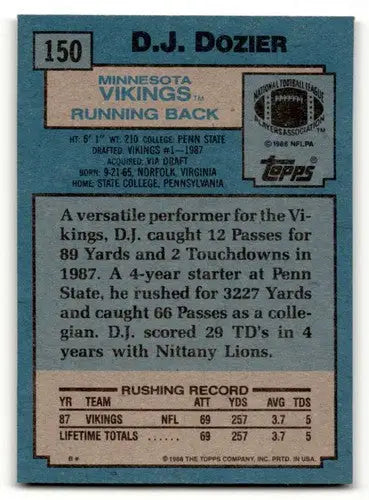 150
D.J. DOZIER
MINNESOTA
VIKINGS TM
RUNNING BACK
NATIONAL FOOTBALL LEAGUE
PLAYERS ASSOCIATION
© 1988 NFLPA
Topps
HT: 6' 1" WT: 210 COLLEGE: PENN STATE
DRAFTED: VIKINGS #1–1987
ACQUIRED: VIA DRAFT
BORN: 9-21-65, NORFOLK, VIRGINIA
HOME: STATE COLLEGE, PENNSYLVANIA
A versatile performer for the Vi-
kings, D.J. caught 12 Passes for
89 Yards and 2 Touchdowns in
1987. A 4-year starter at Penn
State, he rushed for 3227 Yards
and caught 66 Passes as a colle-
gian. D.J. scored 29 TD's in 4
years with Nittany Lions.
RUSHING RECORD
YR TEAM ATT YDS AVG TDS
87 VIKINGS NFL 69 257 3.7 5
LIFETIME TOTALS ...... 69 257 3.7 5
B* © 1988 THE TOPPS COMPANY, INC. PRTD. IN USA.